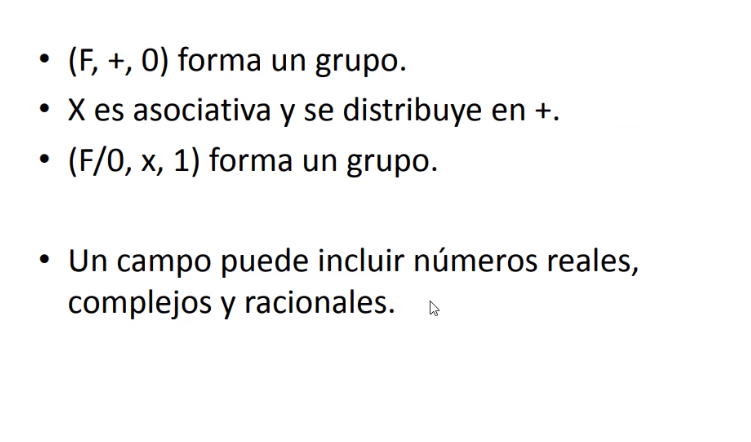 • (F, +, 0) forma un grupo.
• X es asociativa y se distribuye en +.
• (F/0, x, 1) forma un grupo.
• Un campo puede incluir números reales,
complejos y racionales.